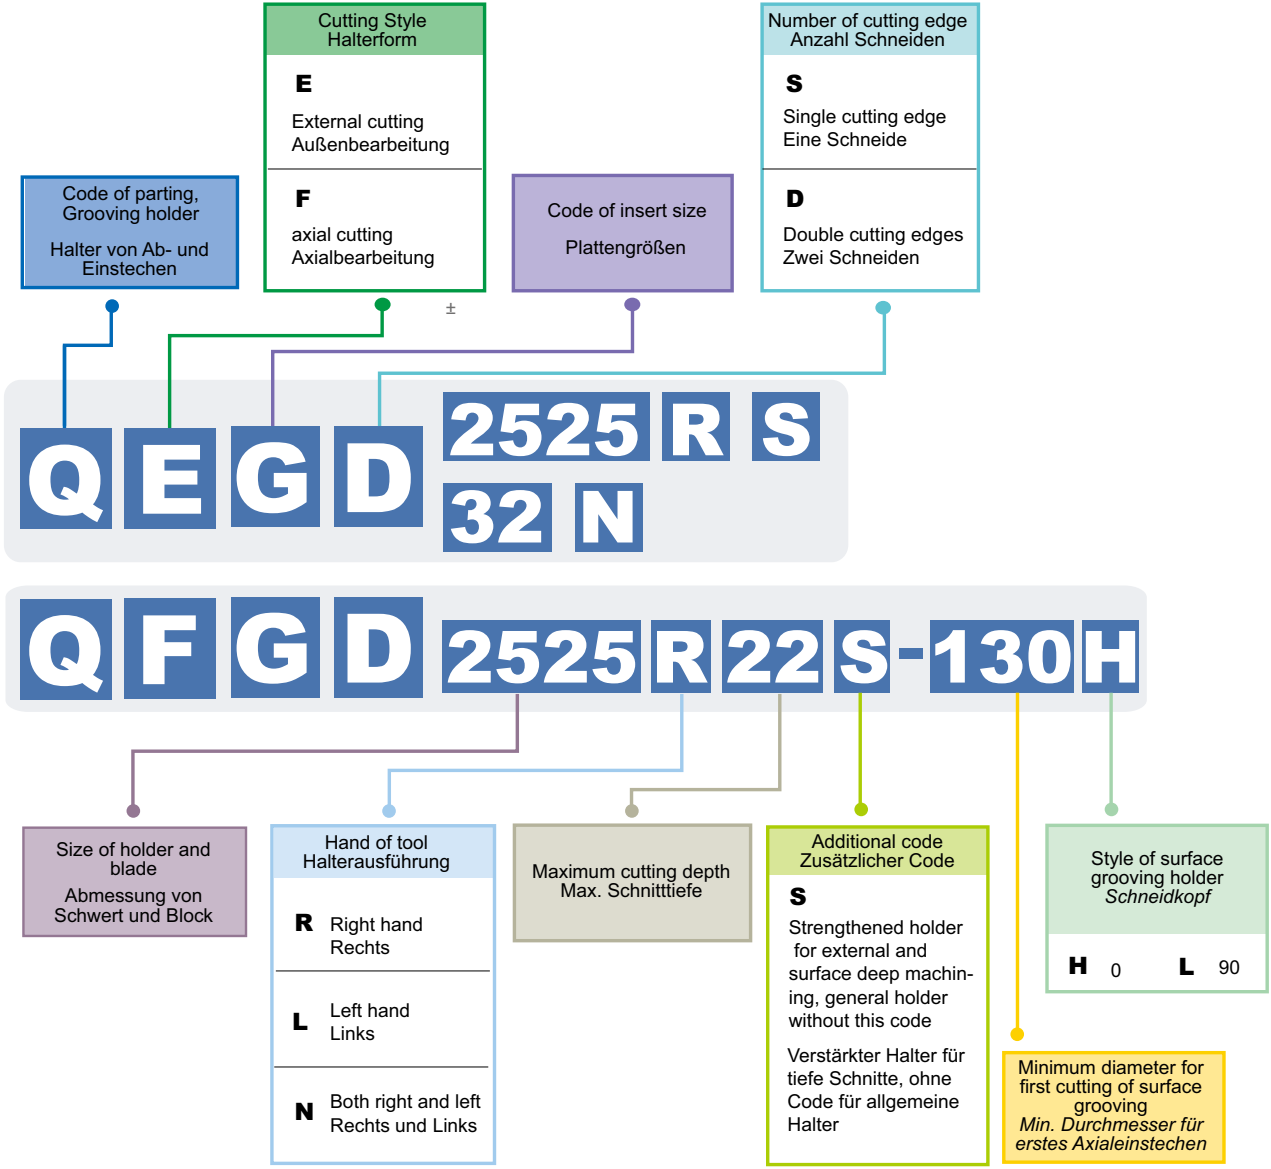 Cutting Style
Halterform
E
External cutting
Außenbearbeitung
F
axial cutting
Axialbearbeitung
Number of cutting edge
Anzahl Schneiden
S
Single cutting edge
Eine Schneide
D
Double cutting edges
Zwei Schneiden
Code of parting,
Grooving holder
Halter von Ab- und
Einstechen
Code of insert size
Plattengrößen
±
Q E G D 2525 R S
32 N
Q F G D 2525 R 22 S - 130 H
Size of holder and
blade
Abmessung von
Schwert und Block
Hand of tool
Halterausführung
R Right hand
Rechts
L Left hand
Links
N Both right and left
Rechts und Links
Maximum cutting depth
Max. Schnitttiefe
Additional code
Zusätzlicher Code
S
Strengthened holder
for external and
surface deep machin-
ing, general holder
without this code
Verstärkter Halter für
tiefe Schnitte, ohne
Code für allgemeine
Halter
Style of surface
grooving holder
Schneidkopf
H 0 L 90
Minimum diameter for
first cutting of surface
grooving
Min. Durchmesser für
erstes Axialeinstechen